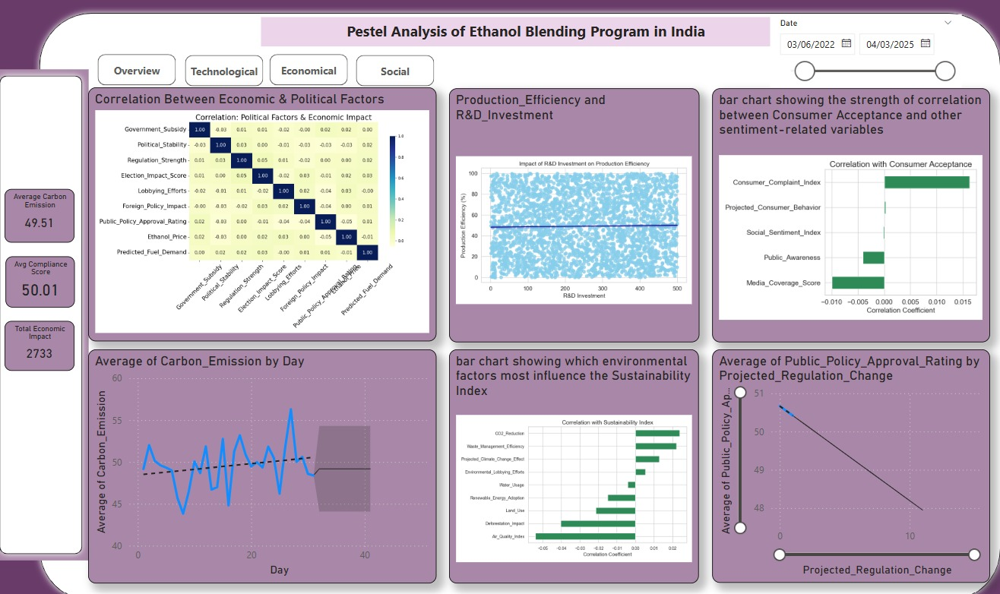 Pestel Analysis of Ethanol Blending Program in India
Date
03/06/2022
04/03/2025
Overview
Technological
Economical
Social
Average Carbon
Emission
49.51
Avg Compliance
Score
50.01
Total Economic
Impact
2733
Correlation Between Economic & Political Factors
Correlation: Political Factors & Economic Impact
Government_Subsidy 1.00 -0.03 0.01 0.01 -0.02 -0.00 0.02 0.02 0.00
Political_Stability -0.03 1.00 0.03 0.00 -0.01 -0.03 -0.03 -0.03 0.02
Regulation_Strength 0.01 0.03 1.00 0.05 0.01 -0.02 0.00 0.00 0.02
Election_Impact_Score 0.01 0.00 0.05 1.00 -0.02 0.03 -0.01 0.02 0.03
Lobbying_Efforts -0.02 -0.01 0.01 -0.02 1.00 0.02 -0.04 0.03 -0.00
Foreign_Policy_Impact -0.00 -0.03 -0.02 0.03 0.02 1.00 -0.04 0.00 0.01
Public_Policy_Approval_Rating 0.02 -0.03 0.00 -0.01 -0.04 -0.04 1.00 -0.05 0.01
Ethanol_Price 0.02 -0.03 0.00 0.02 0.03 0.00 -0.05 1.00 -0.01
Predicted_Fuel_Demand 0.00 0.02 0.02 0.03 -0.00 0.01 0.01 -0.01 1.00
Government_Subsidy
Political_Stability
Regulation_Strength
Election_Impact_Score
Lobbying_Efforts
Foreign_Policy_Impact
Public_Policy_Approval_Rating
Ethanol_Price
Predicted_Fuel_Demand
1.0
0.8
0.6
0.4
0.2
0.0
Production_Efficiency and
R&D_Investment
Impact of R&D Investment on Production Efficiency
Production Efficiency (%)
100
80
60
40
20
0
0 100 200 300 400 500
R&D Investment
bar chart showing the strength of correlation
between Consumer Acceptance and other
sentiment-related variables
Correlation with Consumer Acceptance
Consumer_Complaint_Index
Projected_Consumer_Behavior
Social_Sentiment_Index
Public_Awareness
Media_Coverage_Score
−0.010 −0.005 0.000 0.005 0.010 0.015
Correlation Coefficient
Average of Carbon_Emission by Day
Average of Carbon_Emission
60
55
50
45
40
0 20 40
Day
bar chart showing which environmental
factors most influence the Sustainability
Index
Correlation with Sustainability Index
CO2_Reduction
Waste_Management_Efficiency
Projected_Climate_Change_Effect
Environmental_Lobbying_Efforts
Water_Usage
Renewable_Energy_Adoption
Land_Use
Deforestation_Impact
Air_Quality_Index
−0.05 −0.04 −0.03 −0.02 −0.01 0.00 0.01 0.02
Correlation Coefficient
Average of Public_Policy_Approval_Rating by
Projected_Regulation_Change
Average of Public_Policy_Ap...
51
50
49
48
0 10
Projected_Regulation_Change